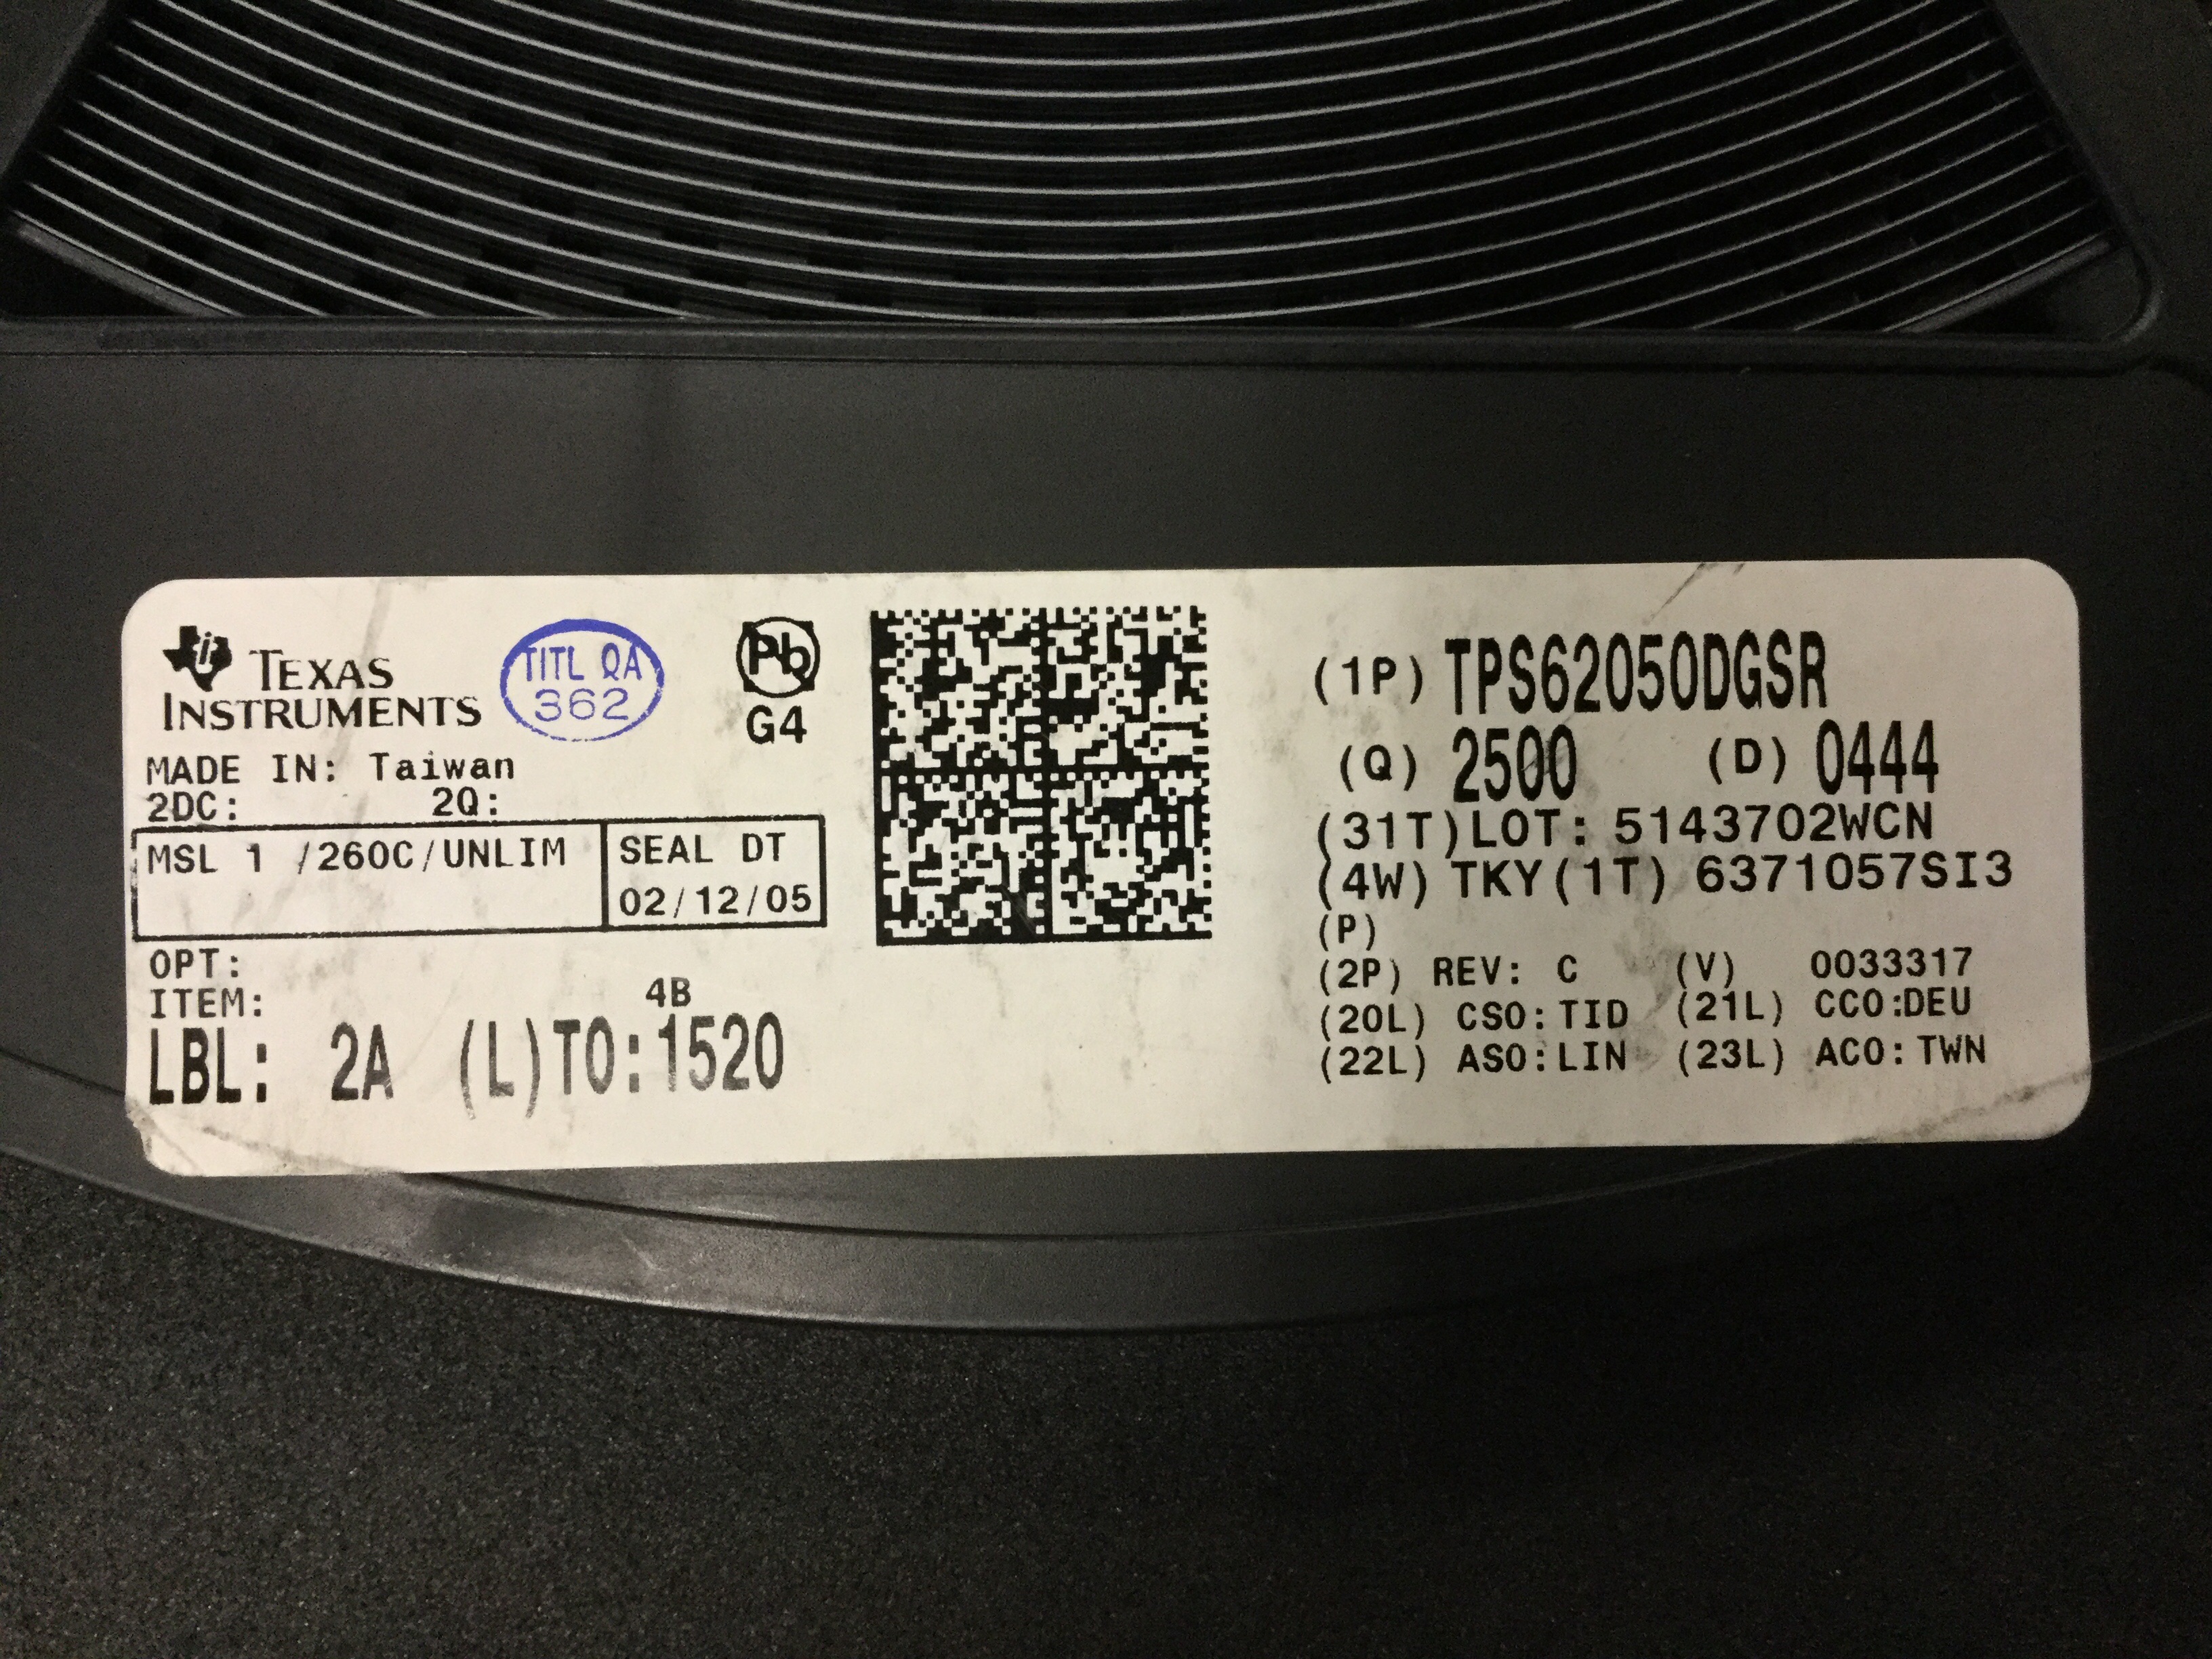 TEXAS
INSTRUMENTS
TITL QA
362
Pb
G4
MADE IN: Taiwan
2DC: 2Q:
MSL 1 /260C/UNLIM
SEAL DT
02/12/05
OPT:
ITEM:
4B
LBL: 2A (L)TO:1520
(1P) TPS62050DGSR
(Q) 2500 (D) 0444
(31T)LOT: 5143702WCN
(4W) TKY(1T) 6371057SI3
(P)
(2P) REV: C (V) 0033317
(20L) CSO:TID (21L) CCO:DEU
(22L) ASO:LIN (23L) ACO:TWN